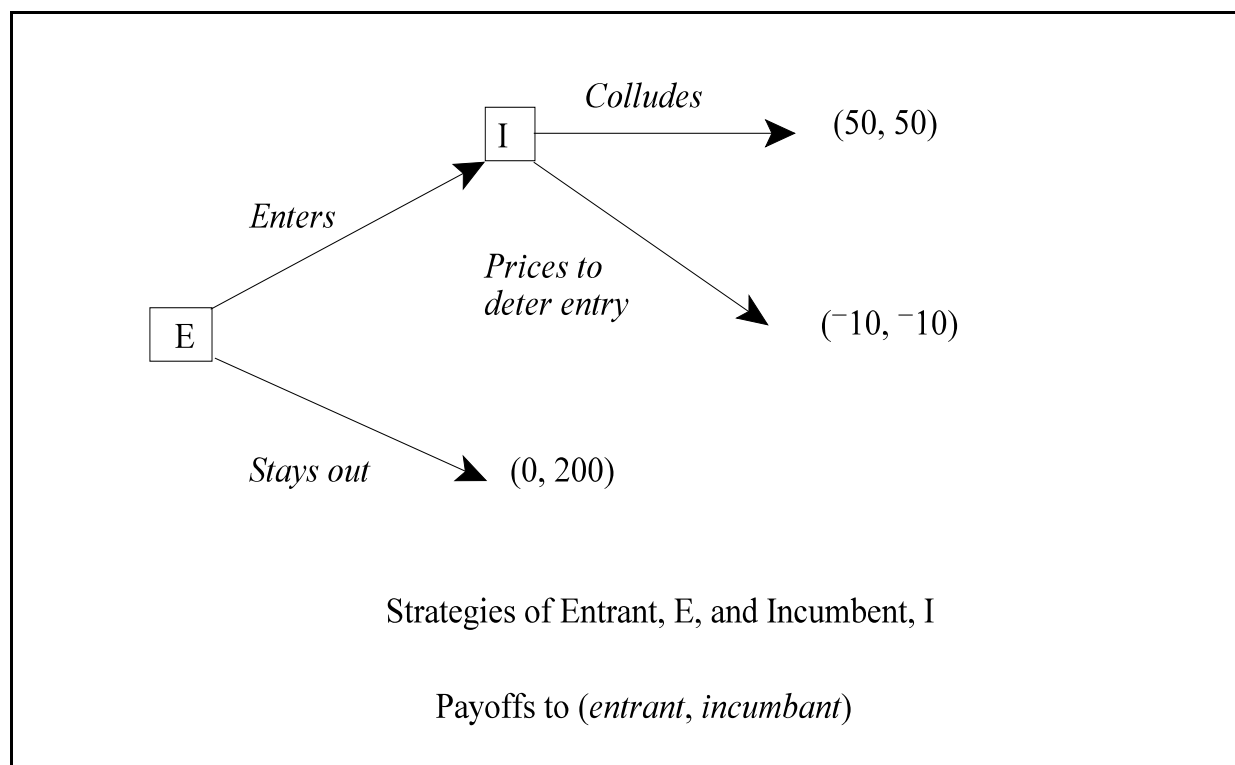 Colludes
I
(50, 50)
Enters
Prices to
deter entry
E
(⁻10, ⁻10)
Stays out
(0, 200)
Strategies of Entrant, E, and Incumbent, I
Payoffs to (entrant, incumbant)